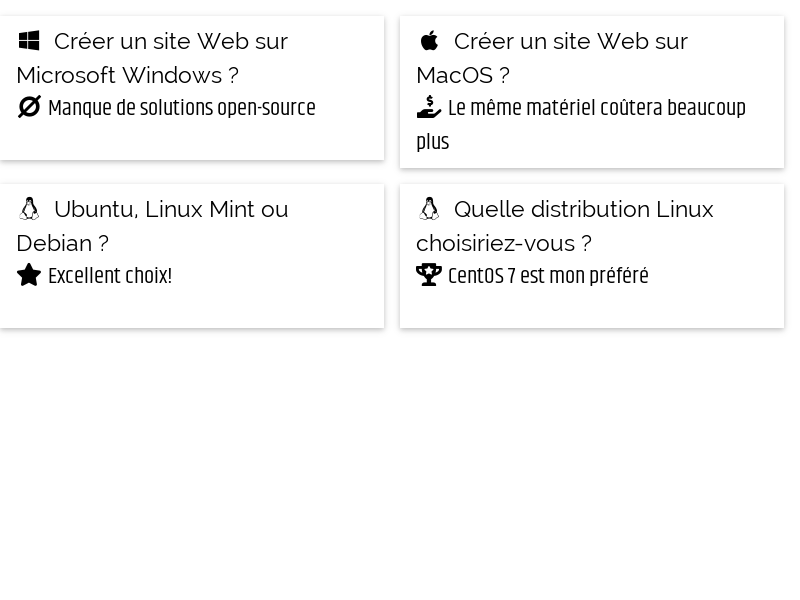 Créer un site Web sur
Microsoft Windows ?
Manque de solutions open-source
Créer un site Web sur
MacOS ?
Le même matériel coûtera beaucoup
plus
Ubuntu, Linux Mint ou
Debian ?
Excellent choix!
Quelle distribution Linux
choisiriez-vous ?
CentOS 7 est mon préféré